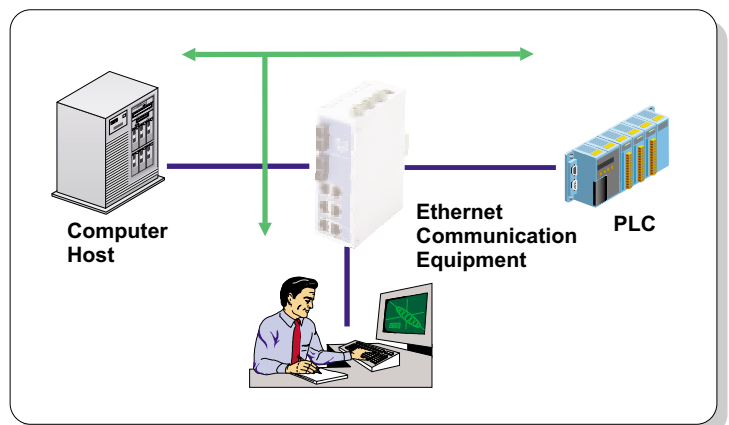 Computer
Host
Ethernet
Communication
Equipment
PLC